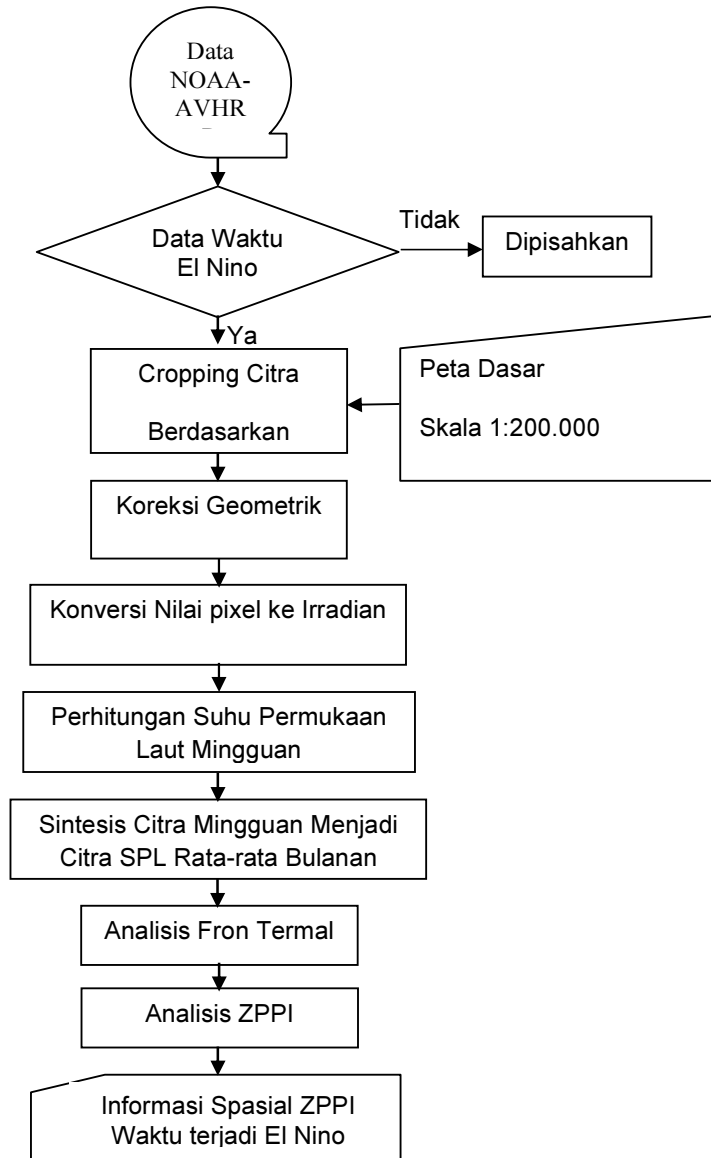 Data
NOAA-
AVHR
Data Waktu
El Nino
Tidak
Dipisahkan
Ya
Cropping Citra
Berdasarkan
Peta Dasar
Skala 1:200.000
Koreksi Geometrik
Konversi Nilai pixel ke Irradian
Perhitungan Suhu Permukaan
Laut Mingguan
Sintesis Citra Mingguan Menjadi
Citra SPL Rata-rata Bulanan
Analisis Fron Termal
Analisis ZPPI
Informasi Spasial ZPPI
Waktu terjadi El Nino